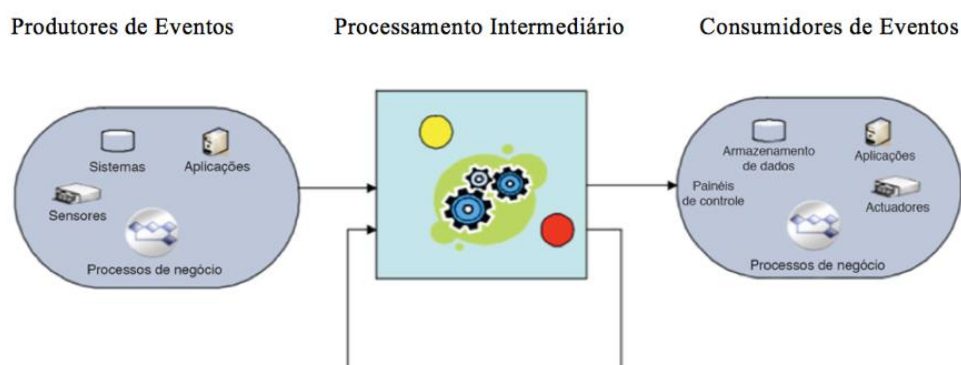 Produtores de Eventos
Processamento Intermediário
Consumidores de Eventos
Sistemas
Aplicações
Sensores
Processos de negócio
Armazenamento
de dados
Aplicações
Painéis
de controle
Actuadores
Processos de negócio